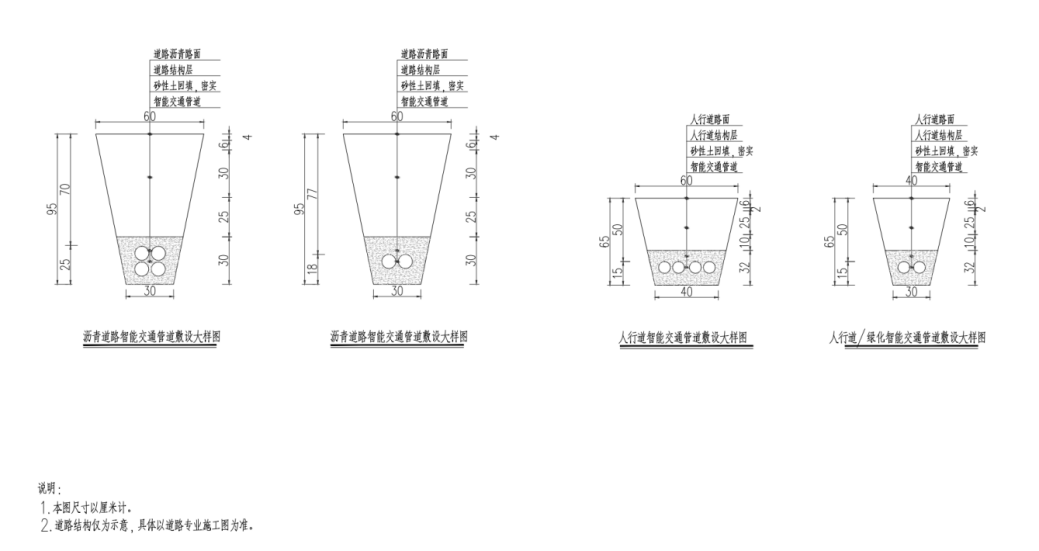 道路沥青路面
道路结构层
砂性土回填，密实
智能交通管道
60
4
6
30
70
95
25
25
30
30
沥青道路智能交通管道敷设大样图
道路沥青路面
道路结构层
砂性土回填，密实
智能交通管道
60
4
6
30
77
95
25
18
30
30
沥青道路智能交通管道敷设大样图
人行道路面
人行道结构层
砂性土回填，密实
智能交通管道
60
6
2
25
50
65
10
15
32
40
人行道智能交通管道敷设大样图
人行道路面
人行道结构层
砂性土回填，密实
智能交通管道
40
6
2
25
50
65
10
15
32
30
人行道/绿化智能交通管道敷设大样图
说明：
1.本图尺寸以厘米计。
2.道路结构仅为示意，具体以道路专业施工图为准。